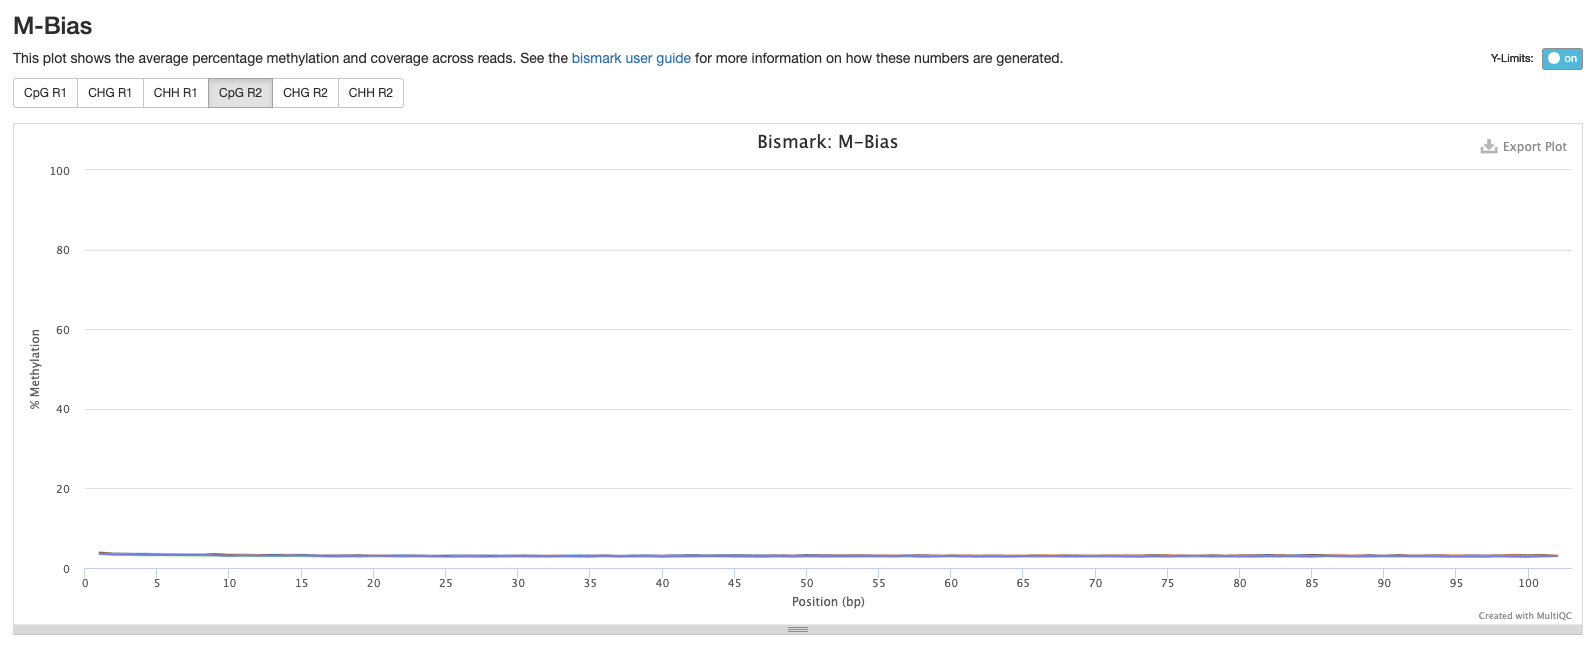 M-Bias
This plot shows the average percentage methylation and coverage across reads. See the bismark user guide for more information on how these numbers are generated.
Y-Limits: on
CpG R1 CHG R1 CHH R1 CpG R2 CHG R2 CHH R2
Bismark: M-Bias
Export Plot
% Methylation
100
80
60
40
20
0
0 5 10 15 20 25 30 35 40 45 50 55 60 65 70 75 80 85 90 95 100
Position (bp)
Created with MultiQC